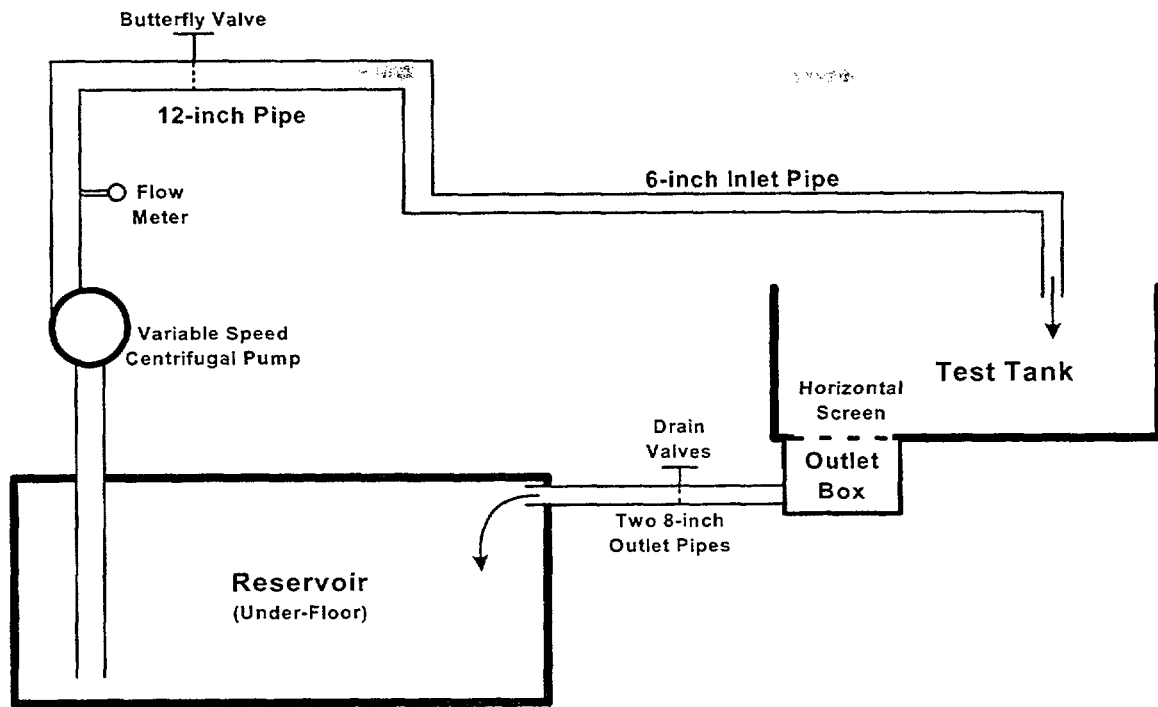 Butterfly Valve
12-inch Pipe
Flow
Meter
6-inch Inlet Pipe
Variable Speed
Centrifugal Pump
Test Tank
Horizontal
Screen
Drain
Valves
Outlet
Box
Two 8-inch
Outlet Pipes
Reservoir
(Under-Floor)